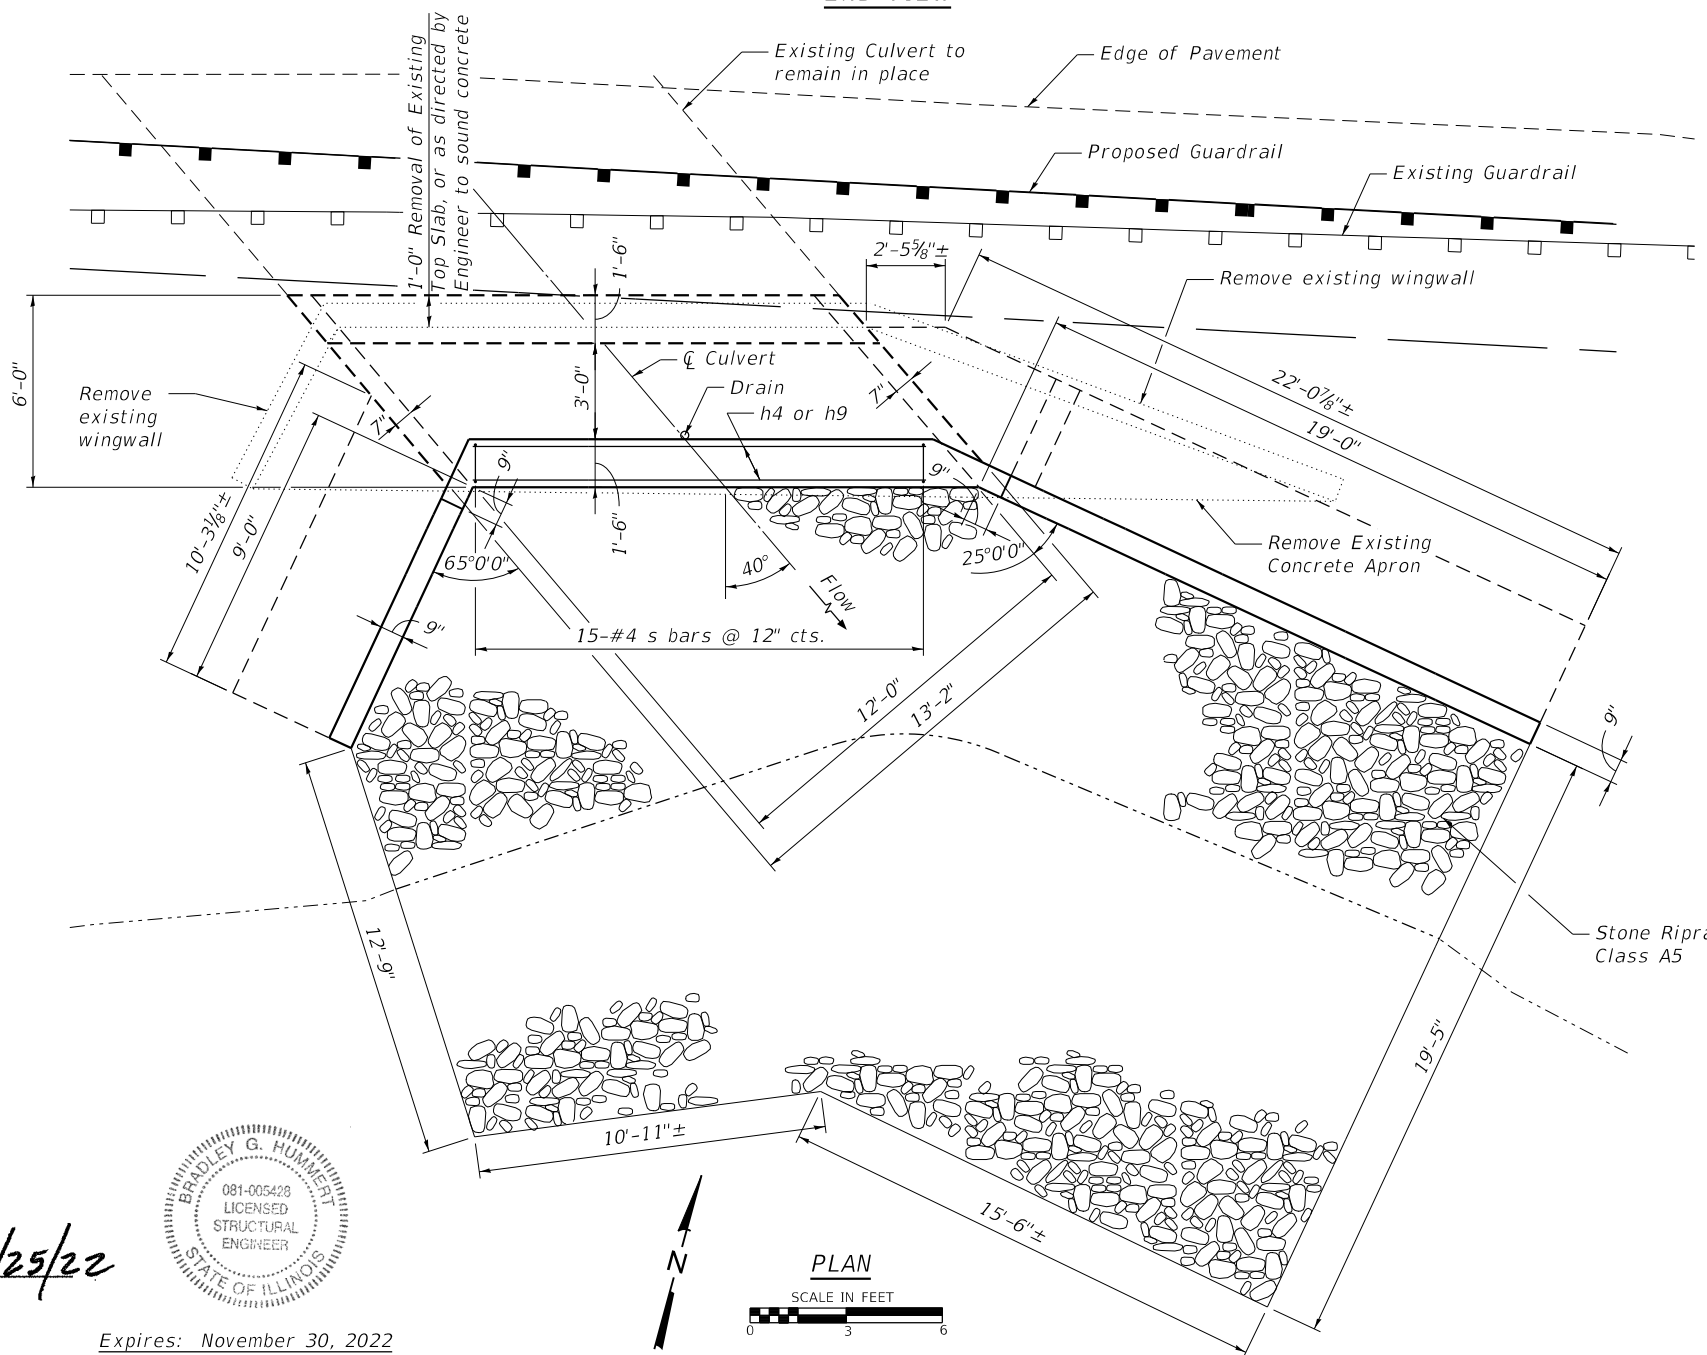 Existing Culvert to
remain in place
Edge of Pavement
1'-0" Removal of Existing
Top Slab, or as directed by
Engineer to sound concrete
Proposed Guardrail
Existing Guardrail
1'-6"
2'-5⅝"±
Remove existing wingwall
6'-0"
Remove
existing
wingwall
7"
3'-0"
℄ Culvert
Drain
h4 or h9
7"
22'-0⅞"±
19'-0"
10'-3⅛"±
9'-0"
9"
9"
1'-6"
65°0'0"
40°
25°0'0"
Remove Existing
Concrete Apron
Flow
9"
15-#4 s bars @ 12" cts.
12'-0"
13'-2"
9"
12'-9"
Stone
Class A5
19'-5"
10'-11"±
15'-6"±
BRADLEY G. HUMMERT
081-005428
LICENSED
STRUCTURAL
ENGINEER
STATE OF ILLINOIS
/25/22
Expires: November 30, 2022
N
PLAN
SCALE IN FEET
0 3 6